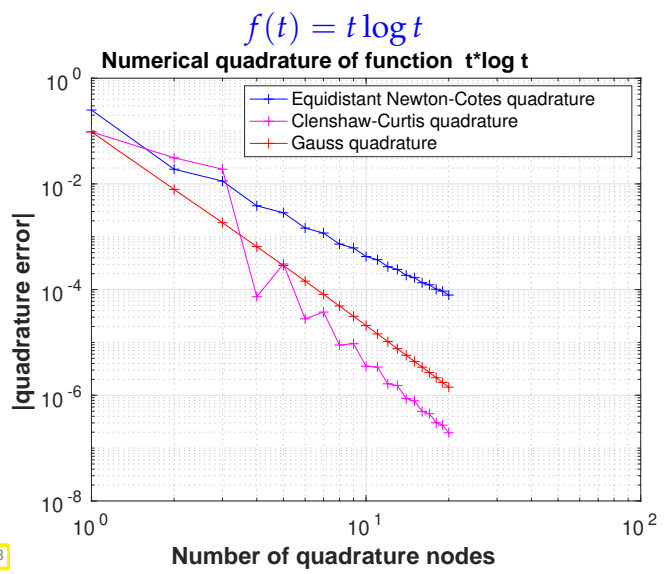 f(t) = t log t
Numerical quadrature of function t*log t
10^0
Equidistant Newton-Cotes quadrature
Clenshaw-Curtis quadrature
Gauss quadrature
10^-2
10^-4
10^-6
10^-8
|quadrature error|
10^0
10^1
10^2
Number of quadrature nodes
3